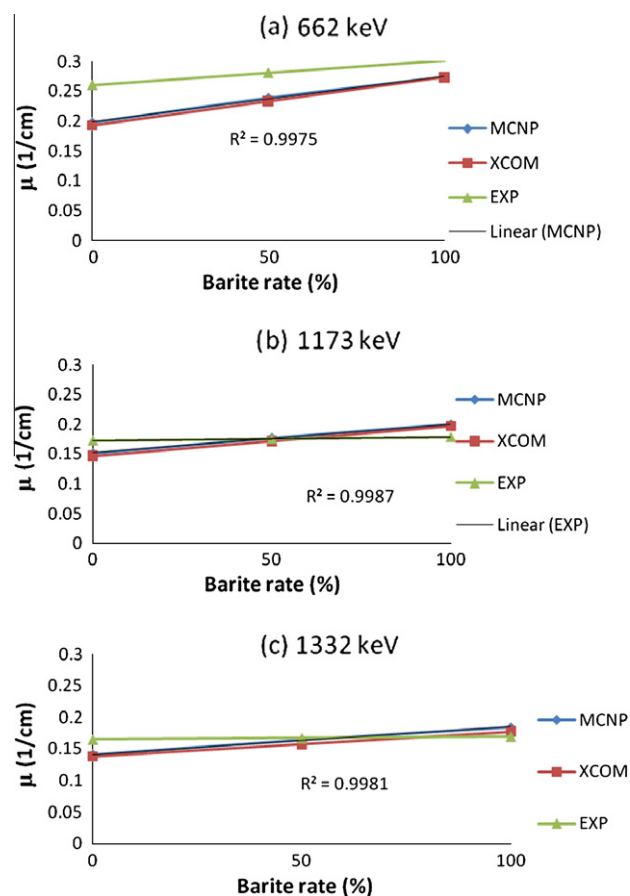 (a) 662 keV
0.3
0.25
0.2
0.15
0.1
0.05
0
μ (1/cm)
R² = 0.9975
0 50 100
Barite rate (%)
MCNP
XCOM
EXP
Linear (MCNP)
(b) 1173 keV
0.3
0.25
0.2
0.15
0.1
0.05
0
μ (1/cm)
R² = 0.9987
0 50 100
Barite rate (%)
MCNP
XCOM
EXP
Linear (EXP)
(c) 1332 keV
0.3
0.25
0.2
0.15
0.1
0.05
0
μ (1/cm)
R² = 0.9981
0 50 100
Barite rate (%)
MCNP
XCOM
EXP